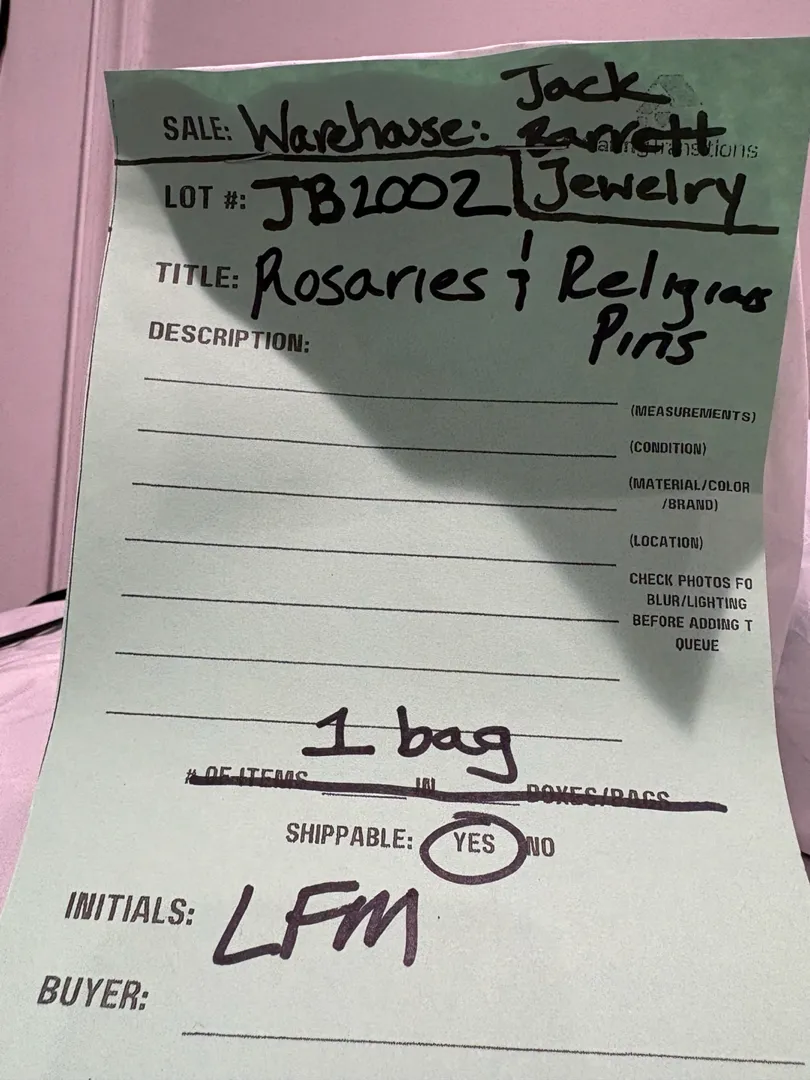 SALE: Warehouse: Jack
Barrett
LOT #: JB2002 Jewelry
TITLE: Rosaries & Religious
Pins
DESCRIPTION:
(MEASUREMENTS)
(CONDITION)
(MATERIAL/COLOR
/BRAND)
(LOCATION)
CHECK PHOTOS FO
BLUR/LIGHTING
BEFORE ADDING T
QUEUE
1 bag
# OF ITEMS IN BOXES/BAGS
SHIPPABLE: YES NO
INITIALS: LFM
BUYER: